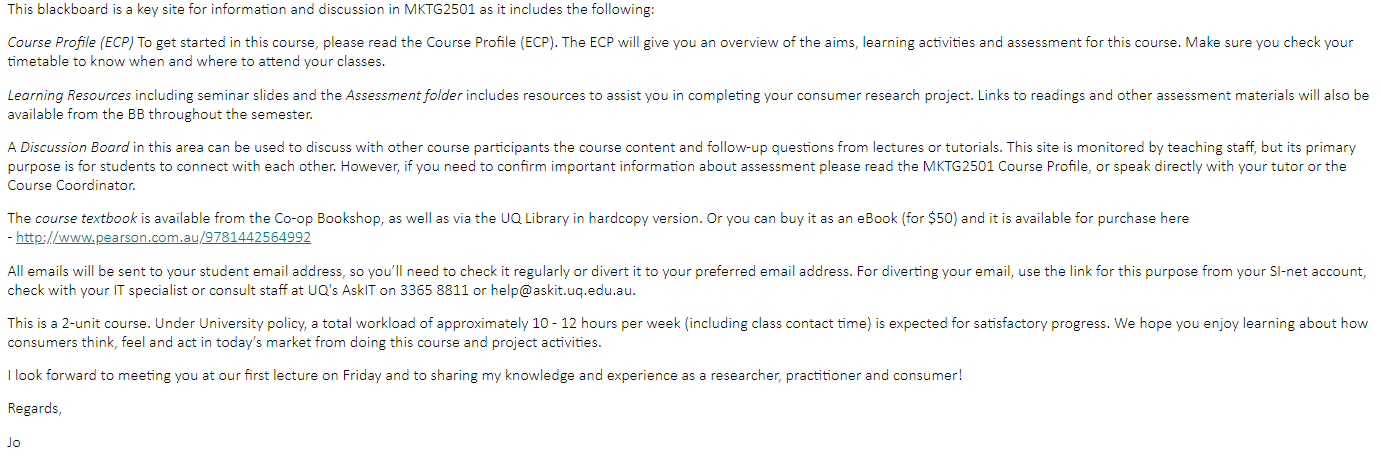 This blackboard is a key site for information and discussion in MKTG2501 as it includes the following:
Course Profile (ECP) To get started in this course, please read the Course Profile (ECP). The ECP will give you an overview of the aims, learning activities and assessment for this course. Make sure you check your
timetable to know when and where to attend your classes.
Learning Resources including seminar slides and the Assessment folder includes resources to assist you in completing your consumer research project. Links to readings and other assessment materials will also be
available from the BB throughout the semester.
A Discussion Board in this area can be used to discuss with other course participants the course content and follow-up questions from lectures or tutorials. This site is monitored by teaching staff, but its primary
purpose is for students to connect with each other. However, if you need to confirm important information about assessment please read the MKTG2501 Course Profile, or speak directly with your tutor or the
Course Coordinator.
The course textbook is available from the Co-op Bookshop, as well as via the UQ Library in hardcopy version. Or you can buy it as an eBook (for $50) and it is available for purchase here
- http://www.pearson.com.au/9781442564992
All emails will be sent to your student email address, so you'll need to check it regularly or divert it to your preferred email address. For diverting your email, use the link for this purpose from your SI-net account,
check with your IT specialist or consult staff at UQ's AskIT on 3365 8811 or help@askit.uq.edu.au.
This is a 2-unit course. Under University policy, a total workload of approximately 10 - 12 hours per week (including class contact time) is expected for satisfactory progress. We hope you enjoy learning about how
consumers think, feel and act in today's market from doing this course and project activities.
I look forward to meeting you at our first lecture on Friday and to sharing my knowledge and experience as a researcher, practitioner and consumer!
Regards,
Jo